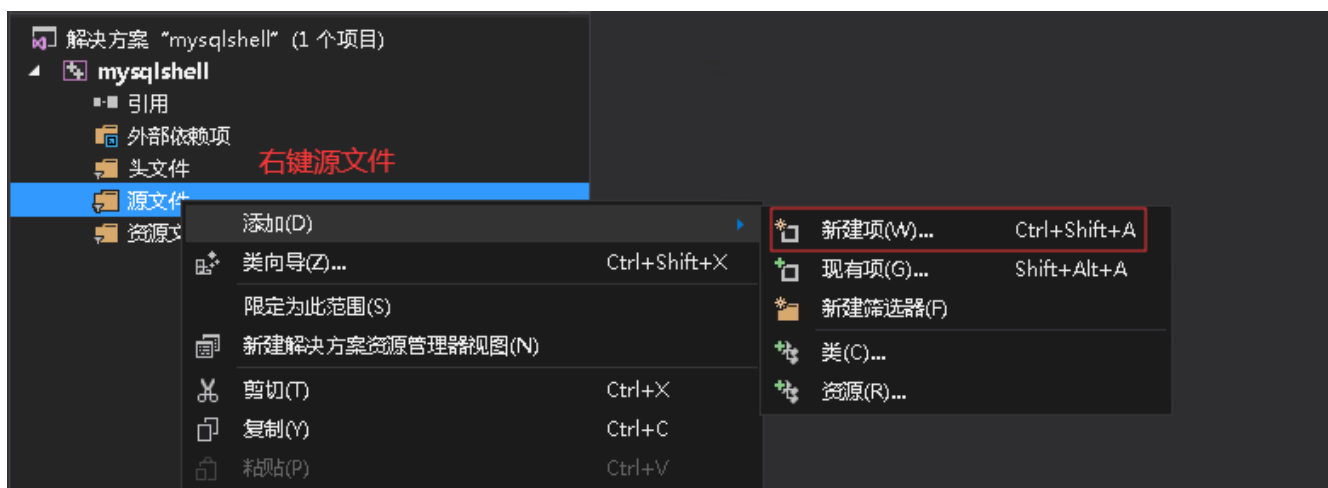 解决方案 "mysqlshell" (1 个项目)
mysqlshell
引用
外部依赖项
头文件
右键源文件
源文件
资源文
添加(D)
类向导(Z)... Ctrl+Shift+X
限定为此范围(S)
新建解决方案资源管理器视图(N)
剪切(T) Ctrl+X
复制(Y) Ctrl+C
粘贴(P) Ctrl+V
新建项(W)... Ctrl+Shift+A
现有项(G)... Shift+Alt+A
新建筛选器(F)
类(C)...
资源(R)...